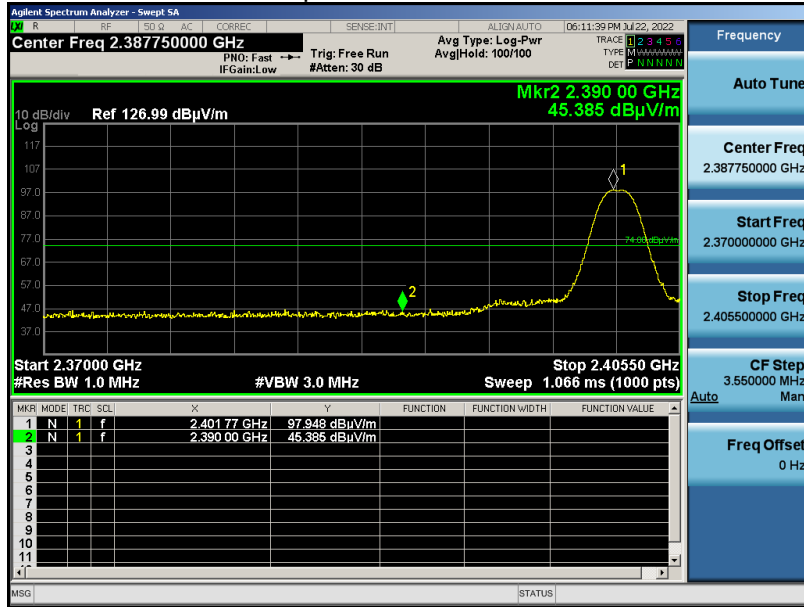 Agilent Spectrum Analyzer - Swept SA
LXI R RF 50 Ω AC CORREC SENSE:INT ALIGN AUTO 06:11:39 PM Jul 22, 2022
Center Freq 2.387750000 GHz
PNO: Fast
IFGain:Low
Trig: Free Run
#Atten: 30 dB
Avg Type: Log-Pwr
Avg|Hold: 100/100
TRACE 1 2 3 4 5 6
TYPE M
DET P N N N N N
Mkr2 2.390 00 GHz
45.385 dBµV/m
10 dB/div Ref 126.99 dBµV/m
Log
117
107
97.0
87.0
77.0
67.0
57.0
47.0
37.0
1
2
74.00 dBµV/m
Start 2.37000 GHz Stop 2.40550 GHz
#Res BW 1.0 MHz #VBW 3.0 MHz Sweep 1.066 ms (1000 pts)
MKR MODE TRC SCL X Y FUNCTION FUNCTION WIDTH FUNCTION VALUE
1 N 1 f 2.401 77 GHz 97.948 dBµV/m
2 N 1 f 2.390 00 GHz 45.385 dBµV/m
3
4
5
6
7
8
9
10
11
MSG STATUS
Frequency
Auto Tune
Center Freq
2.387750000 GHz
Start Freq
2.370000000 GHz
Stop Freq
2.405500000 GHz
CF Step
3.550000 MHz
Auto Man
Freq Offset
0 Hz